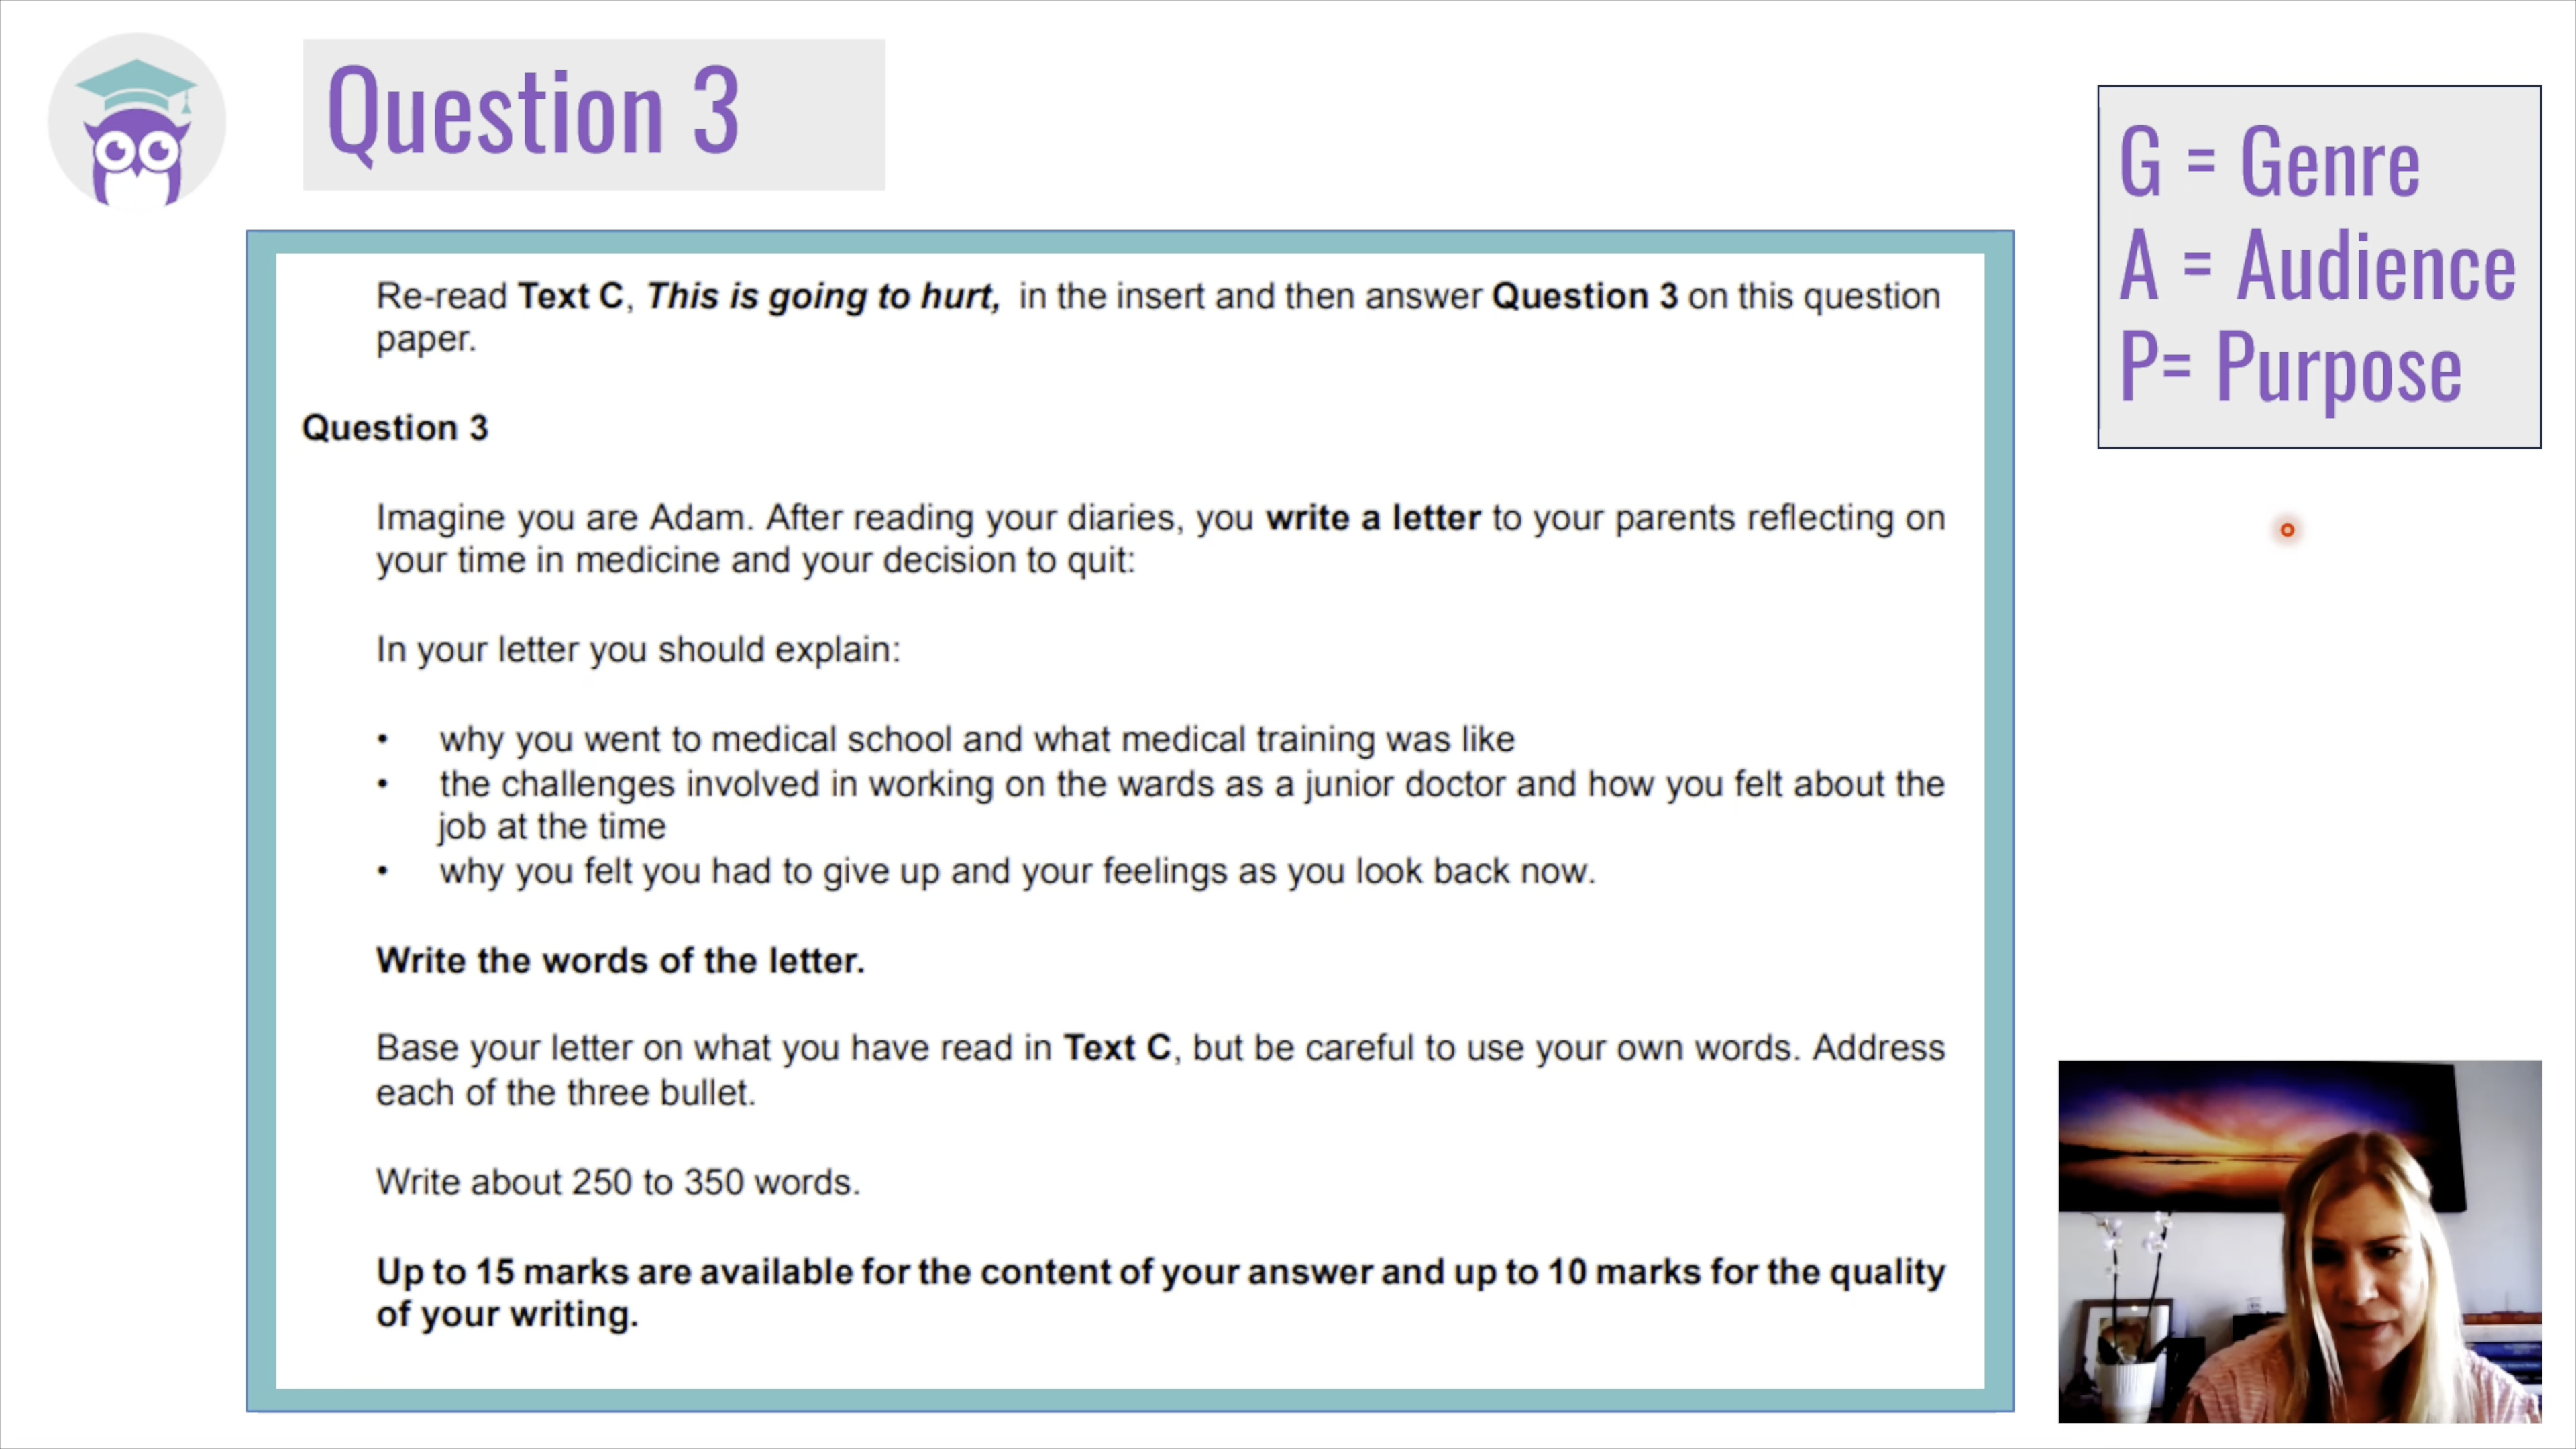 Question 3
G = Genre
A = Audience
P= Purpose
Re-read Text C, This is going to hurt, in the insert and then answer Question 3 on this question
paper.
Question 3
Imagine you are Adam. After reading your diaries, you write a letter to your parents reflecting on
your time in medicine and your decision to quit:
In your letter you should explain:
• why you went to medical school and what medical training was like
• the challenges involved in working on the wards as a junior doctor and how you felt about the
job at the time
• why you felt you had to give up and your feelings as you look back now.
Write the words of the letter.
Base your letter on what you have read in Text C, but be careful to use your own words. Address
each of the three bullet.
Write about 250 to 350 words.
Up to 15 marks are available for the content of your answer and up to 10 marks for the quality
of your writing.